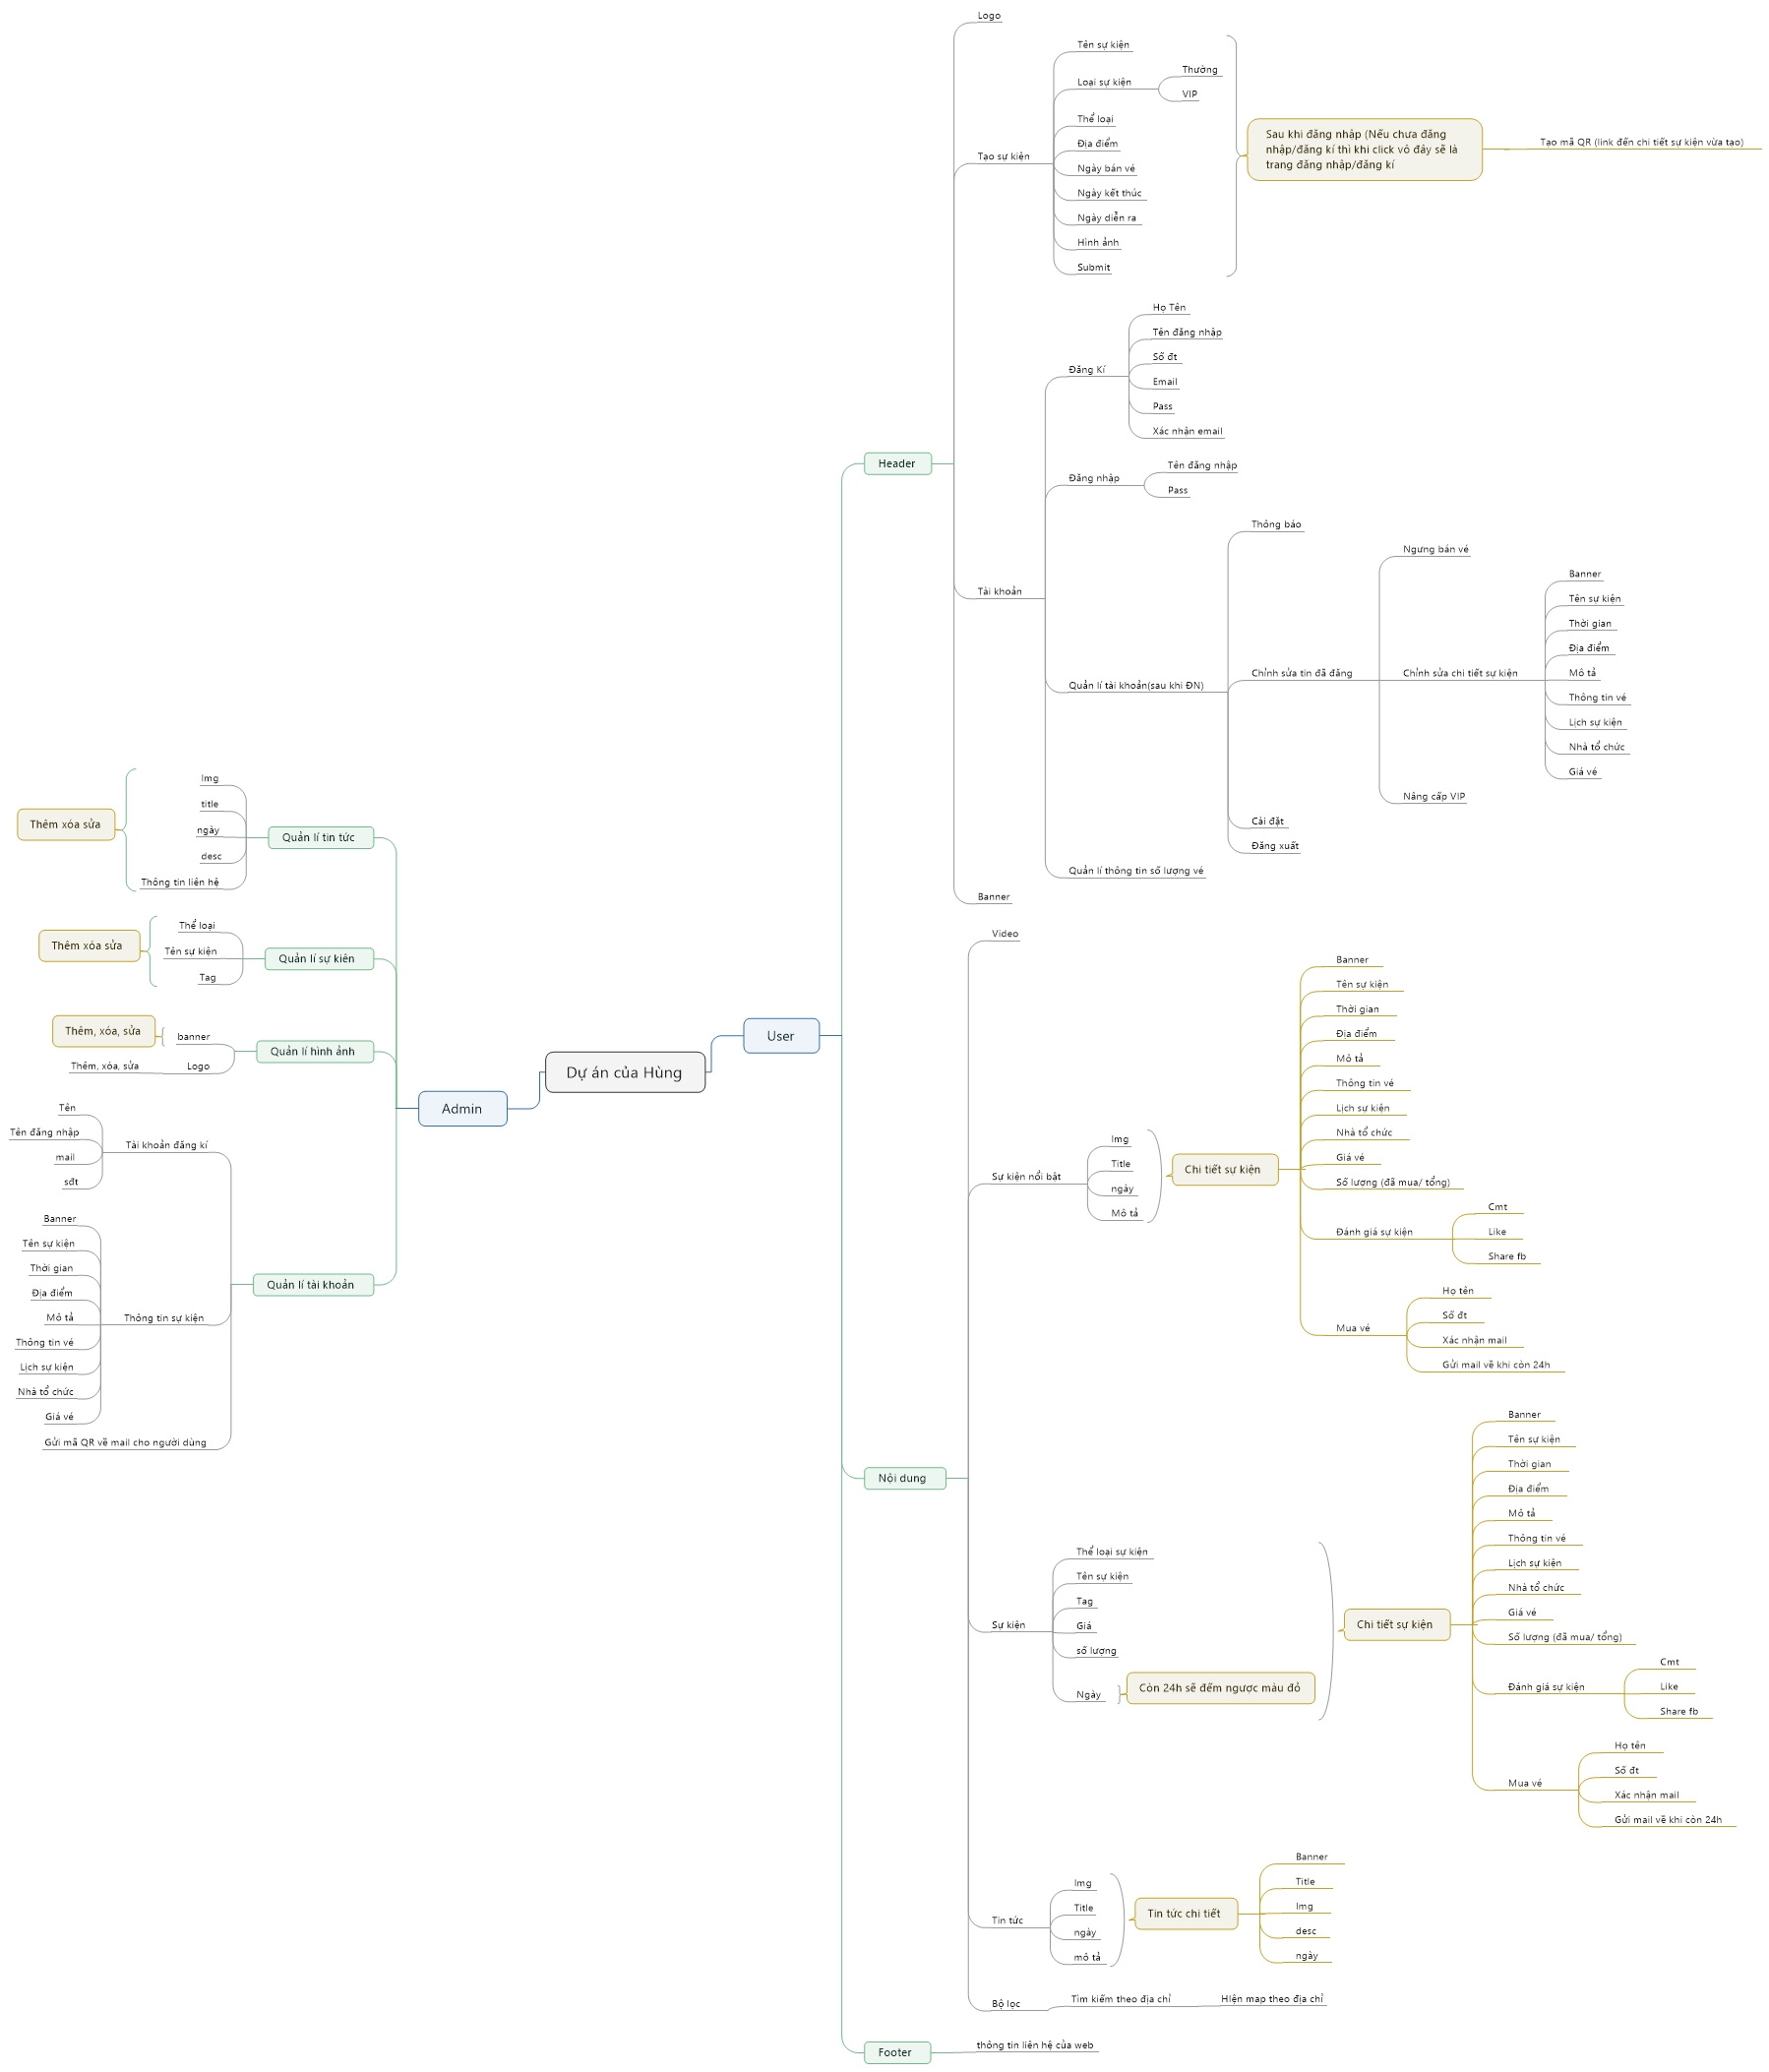 Dự án của Hùng
User
Header
Logo
Tạo sự kiện
Tên sự kiện
Loại sự kiện
Thường
VIP
Thể loại
Địa điểm
Ngày bán vé
Ngày kết thúc
Ngày diễn ra
Hình ảnh
Submit
Sau khi đăng nhập (Nếu chưa đăng
nhập/đăng kí thì khi click vô đây sẽ là
trang đăng nhập/đăng kí
Tạo mã QR (link đến chi tiết sự kiện vừa tạo)
Tài khoản
Đăng Kí
Họ Tên
Tên đăng nhập
Số đt
Email
Pass
Xác nhận email
Đăng nhập
Tên đăng nhập
Pass
Quản lí tài khoản(sau khi ĐN)
Thông báo
Chỉnh sửa tin đã đăng
Ngưng bán vé
Chỉnh sửa chi tiết sự kiện
Banner
Tên sự kiện
Thời gian
Địa điểm
Mô tả
Thông tin vé
Lịch sự kiện
Nhà tổ chức
Giá vé
Nâng cấp VIP
Cài đặt
Đăng xuất
Quản lí thông tin số lượng vé
Banner
Nội dung
Video
Sự kiện nổi bật
Img
Title
ngày
Mô tả
Chi tiết sự kiện
Banner
Tên sự kiện
Thời gian
Địa điểm
Mô tả
Thông tin vé
Lịch sự kiện
Nhà tổ chức
Giá vé
Số lượng (đã mua/ tổng)
Đánh giá sự kiện
Cmt
Like
Share fb
Mua vé
Họ tên
Số đt
Xác nhận mail
Gửi mail về khi còn 24h
Sự kiện
Thể loại sự kiện
Tên sự kiện
Tag
Giá
số lượng
Ngày
Còn 24h sẽ đếm ngược màu đỏ
Chi tiết sự kiện
Banner
Tên sự kiện
Thời gian
Địa điểm
Mô tả
Thông tin vé
Lịch sự kiện
Nhà tổ chức
Giá vé
Số lượng (đã mua/ tổng)
Đánh giá sự kiện
Cmt
Like
Share fb
Mua vé
Họ tên
Số đt
Xác nhận mail
Gửi mail về khi còn 24h
Tin tức
Img
Title
ngày
mô tả
Tin tức chi tiết
Banner
Title
Img
desc
ngày
Bộ lọc
Tìm kiếm theo địa chỉ
Hiện map theo địa chỉ
Footer
thông tin liên hệ của web
Admin
Quản lí tin tức
Img
title
ngày
desc
Thông tin liên hệ
Thêm xóa sửa
Quản lí sự kiên
Thể loại
Tên sự kiện
Tag
Thêm xóa sửa
Quản lí hình ảnh
banner
Thêm, xóa, sửa
Logo
Thêm, xóa, sửa
Quản lí tài khoản
Tài khoản đăng kí
Tên
Tên đăng nhập
mail
sđt
Thông tin sự kiện
Banner
Tên sự kiện
Thời gian
Địa điểm
Mô tả
Thông tin vé
Lịch sự kiện
Nhà tổ chức
Giá vé
Gửi mã QR về mail cho người dùng